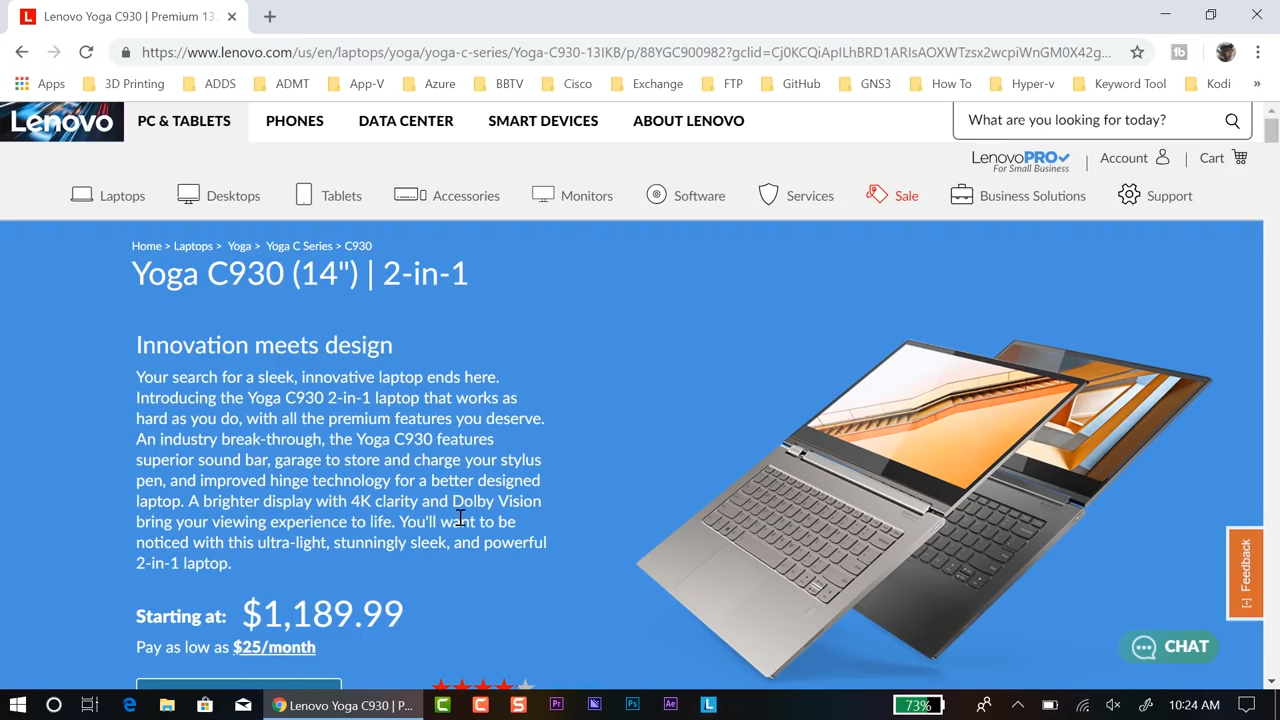 Lenovo Yoga C930 | Premium 13.
https://www.lenovo.com/us/en/laptops/yoga/yoga-c-series/Yoga-C930-13IKB/p/88YGC900982?gclid=Cj0KCQiApILhBRD1ARIsAOXWTzsx2wcpiWnGM0X42g...
Apps 3D Printing ADDS ADMT App-V Azure BBTV Cisco Exchange FTP GitHub GNS3 How To Hyper-v Keyword Tool Kodi »
Lenovo PC & TABLETS PHONES DATA CENTER SMART DEVICES ABOUT LENOVO What are you looking for today?
LenovoPRO Account Cart
For Small Business
Laptops Desktops Tablets Accessories Monitors Software Services Sale Business Solutions Support
Home > Laptops > Yoga > Yoga C Series > C930
Yoga C930 (14") | 2-in-1
Innovation meets design
Your search for a sleek, innovative laptop ends here.
Introducing the Yoga C930 2-in-1 laptop that works as
hard as you do, with all the premium features you deserve.
An industry break-through, the Yoga C930 features
superior sound bar, garage to store and charge your stylus
pen, and improved hinge technology for a better designed
laptop. A brighter display with 4K clarity and Dolby Vision
bring your viewing experience to life. You'll want to be
noticed with this ultra-light, stunningly sleek, and powerful
2-in-1 laptop.
Starting at: $1,189.99
Pay as low as $25/month
[-] Feedback
CHAT
Lenovo Yoga C930 | P... Pr Ps Ae L 73% 10:24 AM